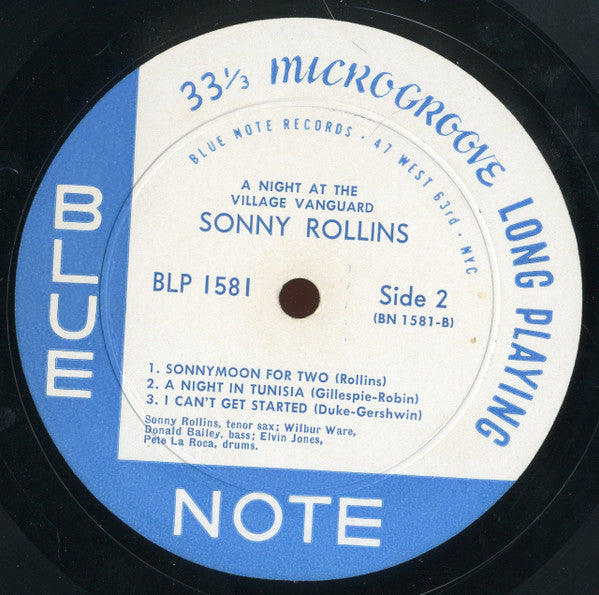 33⅓ MICROGROOVE LONG PLAYING
BLUE NOTE RECORDS · 47 WEST 63rd · NYC
A NIGHT AT THE
VILLAGE VANGUARD
SONNY ROLLINS
BLP 1581
Side 2
(BN 1581-B)
1. SONNYMOON FOR TWO (Rollins)
2. A NIGHT IN TUNISIA (Gillespie-Robin)
3. I CAN'T GET STARTED (Duke-Gershwin)
Sonny Rollins, tenor sax; Wilbur Ware,
Donald Bailey, bass; Elvin Jones,
Pete La Roca, drums.
BLUE
NOTE